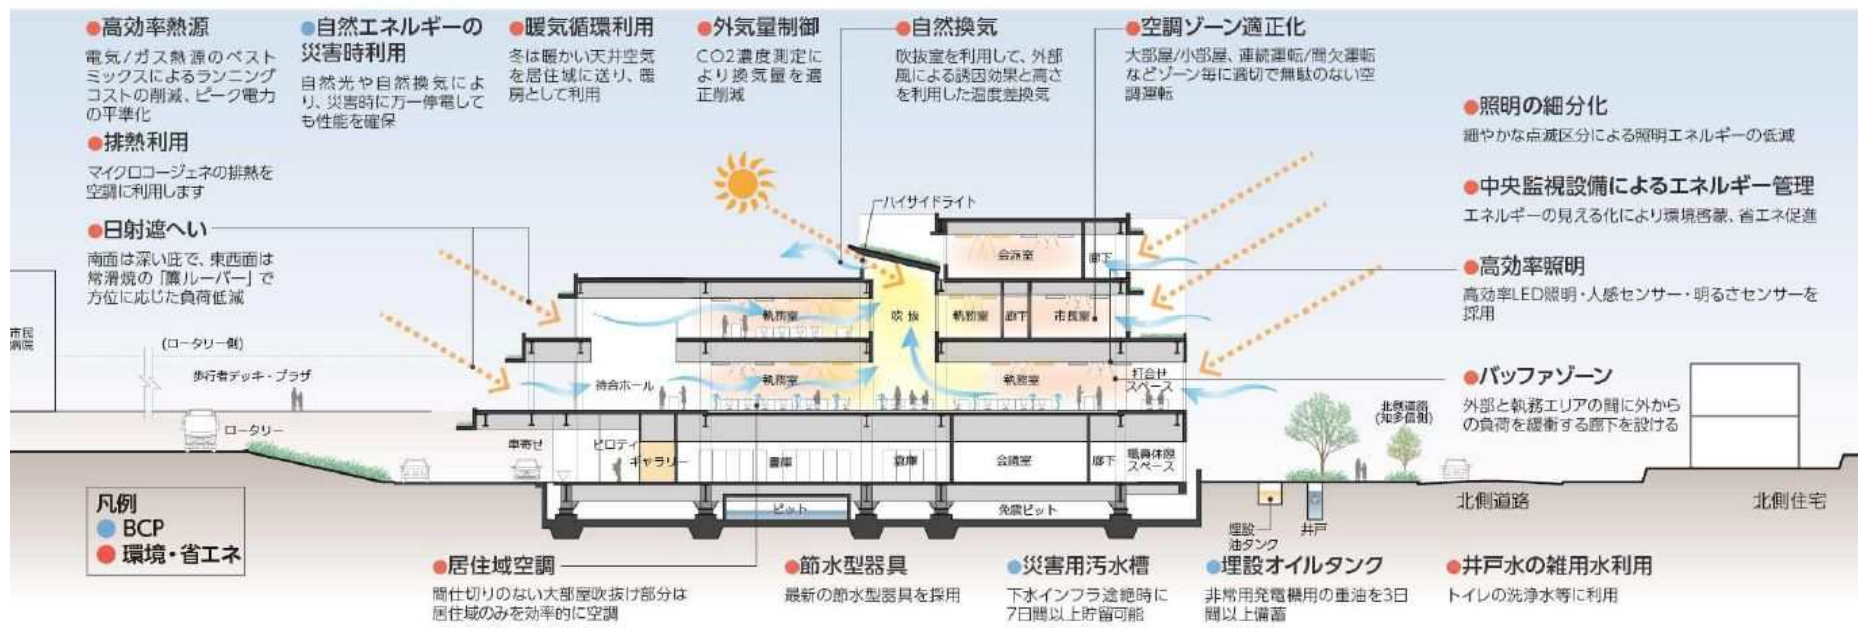 ●高効率熱源
電気/ガス熱源のベスト
ミックスによるランニング
コストの削減、ピーク電力
の平準化
●自然エネルギーの
災害時利用
自然光や自然換気によ
り、災害時に万一停電して
も性能を確保
●暖気循環利用
冬は暖かい天井空気
を居住域に送り、暖
房として利用
●外気量制御
CO2濃度測定に
より換気量を適
正削減
●自然換気
吹抜室を利用して、外部
風による誘因効果と高さ
を利用した温度差換気
●空調ゾーン適正化
大部屋/小部屋、連続運転/間欠運転
などゾーン毎に適切で無駄のない空
調運転
●排熱利用
マイクロコージェネの排熱を
空調に利用します
●日射遮へい
南面は深い庇で、東西面は
常滑焼の「簾ルーバー」で
方位に応じた負荷低減
●照明の細分化
細やかな点滅区分による照明エネルギーの低減
●中央監視設備によるエネルギー管理
エネルギーの見える化により環境啓蒙、省エネ促進
●高効率照明
高効率LED照明・人感センサー・明るさセンサーを
採用
●バッファゾーン
外部と執務エリアの間に外から
の負荷を緩衝する廊下を設ける
ハイサイドライト
会派室
廊下
執務室
吹抜
執務室
廊下
市長室
市民
病院
(ロータリー側)
歩行者デッキ・プラザ
待合ホール
執務室
執務室
打合せ
スペース
ロータリー
車寄せ
ピロティ
ギャラリー
書庫
倉庫
会議室
廊下
職員休憩
スペース
北側道路
(知多信側)
ピット
免震ピット
埋設
油タンク
井戸
北側道路
北側住宅
凡例
●BCP
●環境・省エネ
●居住域空調
間仕切りのない大部屋吹抜け部分は
居住域のみを効率的に空調
●節水型器具
最新の節水型器具を採用
●災害用汚水槽
下水インフラ途絶時に
7日間以上貯留可能
●埋設オイルタンク
非常用発電機用の重油を3日
間以上備蓄
●井戸水の雑用水利用
トイレの洗浄水等に利用